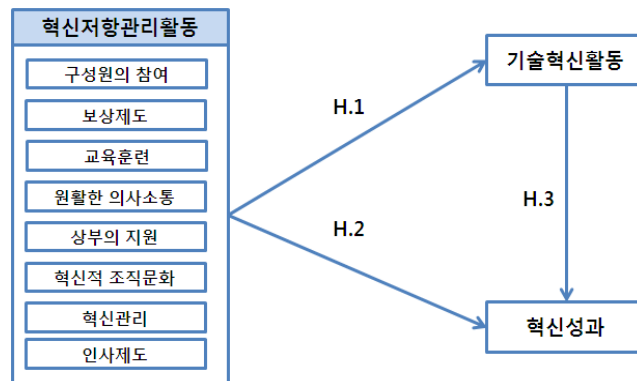 혁신저항관리활동
구성원의 참여
보상제도
교육훈련
원활한 의사소통
상부의 지원
혁신적 조직문화
혁신관리
인사제도
H.1
H.2
기술혁신활동
H.3
혁신성과